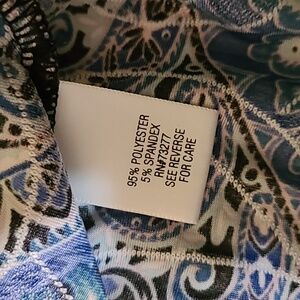 95% POLYESTER
5% SPANDEX
RN#73277
SEE REVERSE
FOR CARE